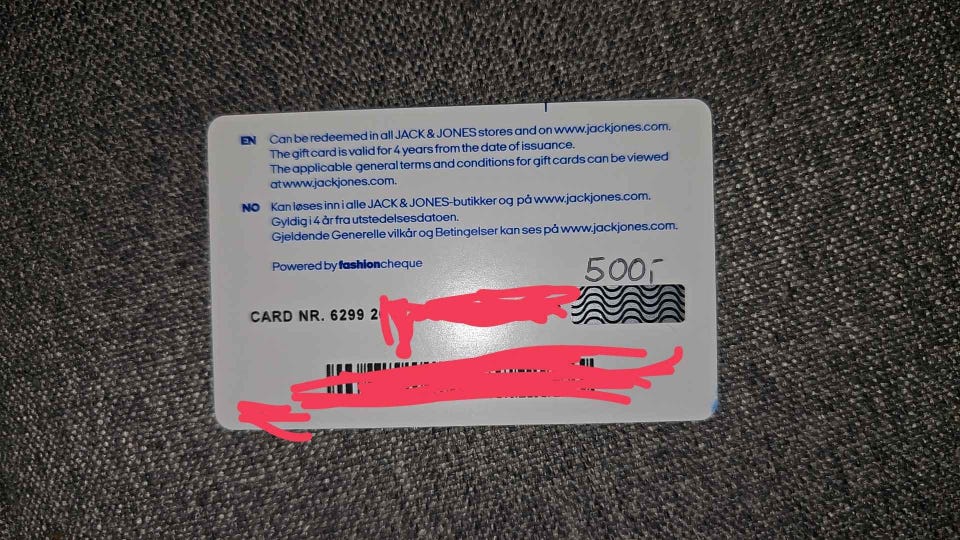 EN Can be redeemed in all JACK & JONES stores and on www.jackjones.com.
The gift card is valid for 4 years from the date of issuance.
The applicable general terms and conditions for gift cards can be viewed
at www.jackjones.com.
NO Kan løses inn i alle JACK & JONES-butikker og på www.jackjones.com.
Gyldig i 4 år fra utstedelsesdatoen.
Gjeldende Generelle vilkår og Betingelser kan ses på www.jackjones.com.
Powered by fashioncheque
500,-
CARD NR. 6299